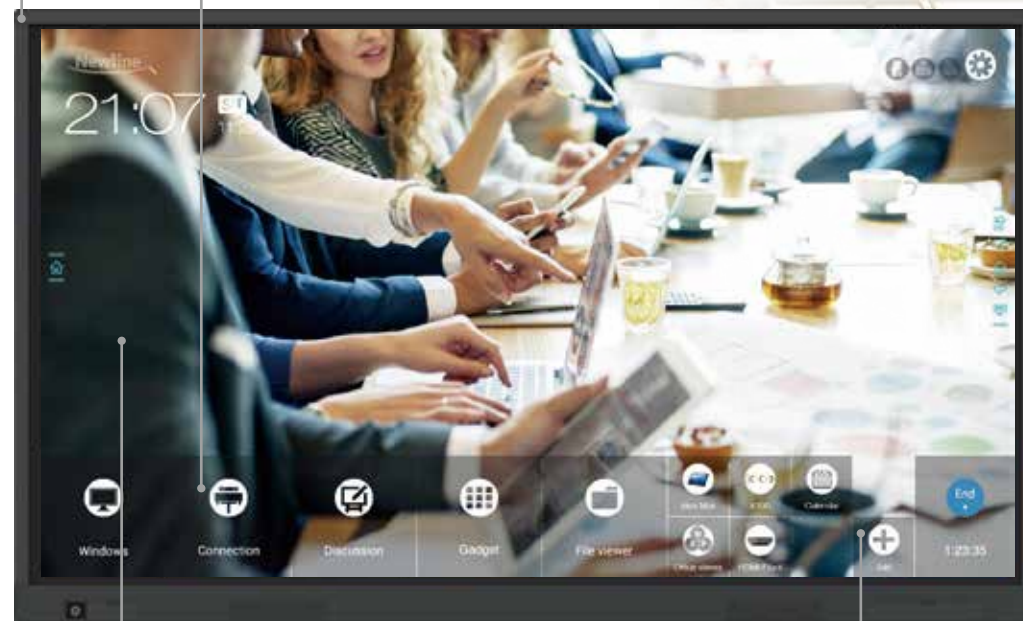 Newline
21:07
Windows
Connection
Discussion
Gadget
File viewer
Calendar
Add
End
1:23:35